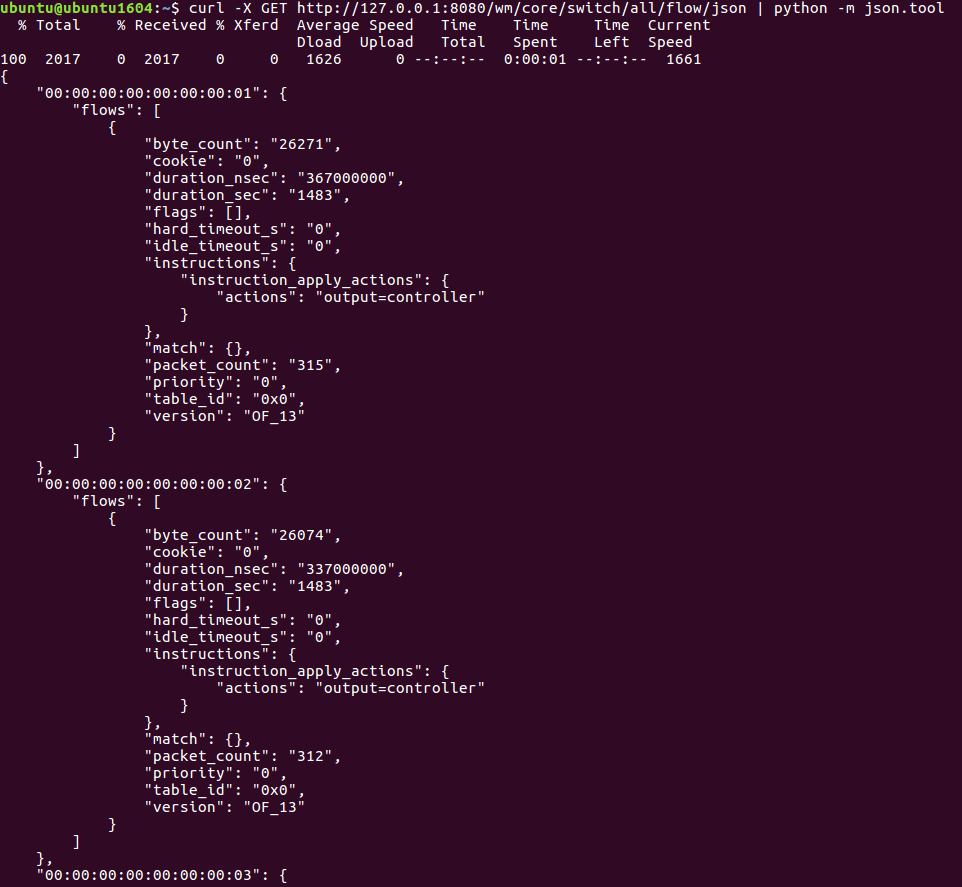 ubuntu@ubuntu1604:~$ curl -X GET http://127.0.0.1:8080/wm/core/switch/all/flow/json | python -m json.tool
  % Total    % Received % Xferd  Average Speed   Time    Time     Time  Current
                                 Dload  Upload   Total   Spent    Left  Speed
100  2017    0  2017    0     0   1626      0 --:--:--  0:00:01 --:--:--  1661
{
    "00:00:00:00:00:00:00:01": {
        "flows": [
            {
                "byte_count": "26271",
                "cookie": "0",
                "duration_nsec": "367000000",
                "duration_sec": "1483",
                "flags": [],
                "hard_timeout_s": "0",
                "idle_timeout_s": "0",
                "instructions": {
                    "instruction_apply_actions": {
                        "actions": "output=controller"
                    }
                },
                "match": {},
                "packet_count": "315",
                "priority": "0",
                "table_id": "0x0",
                "version": "OF_13"
            }
        ]
    },
    "00:00:00:00:00:00:00:02": {
        "flows": [
            {
                "byte_count": "26074",
                "cookie": "0",
                "duration_nsec": "337000000",
                "duration_sec": "1483",
                "flags": [],
                "hard_timeout_s": "0",
                "idle_timeout_s": "0",
                "instructions": {
                    "instruction_apply_actions": {
                        "actions": "output=controller"
                    }
                },
                "match": {},
                "packet_count": "312",
                "priority": "0",
                "table_id": "0x0",
                "version": "OF_13"
            }
        ]
    },
    "00:00:00:00:00:00:00:03": {